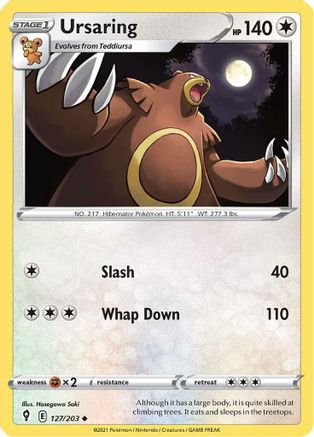 STAGE1
Ursaring
HP 140
Evolves from Teddiursa
NO. 217 Hibernator Pokémon HT: 5'11" WT: 277.3 lbs.
Slash 40
Whap Down 110
weakness ×2 resistance retreat
Illus. Hasegawa Saki
Although it has a large body, it is quite skilled at
climbing trees. It eats and sleeps in the treetops.
E 127/203
©2021 Pokémon / Nintendo / Creatures / GAME FREAK